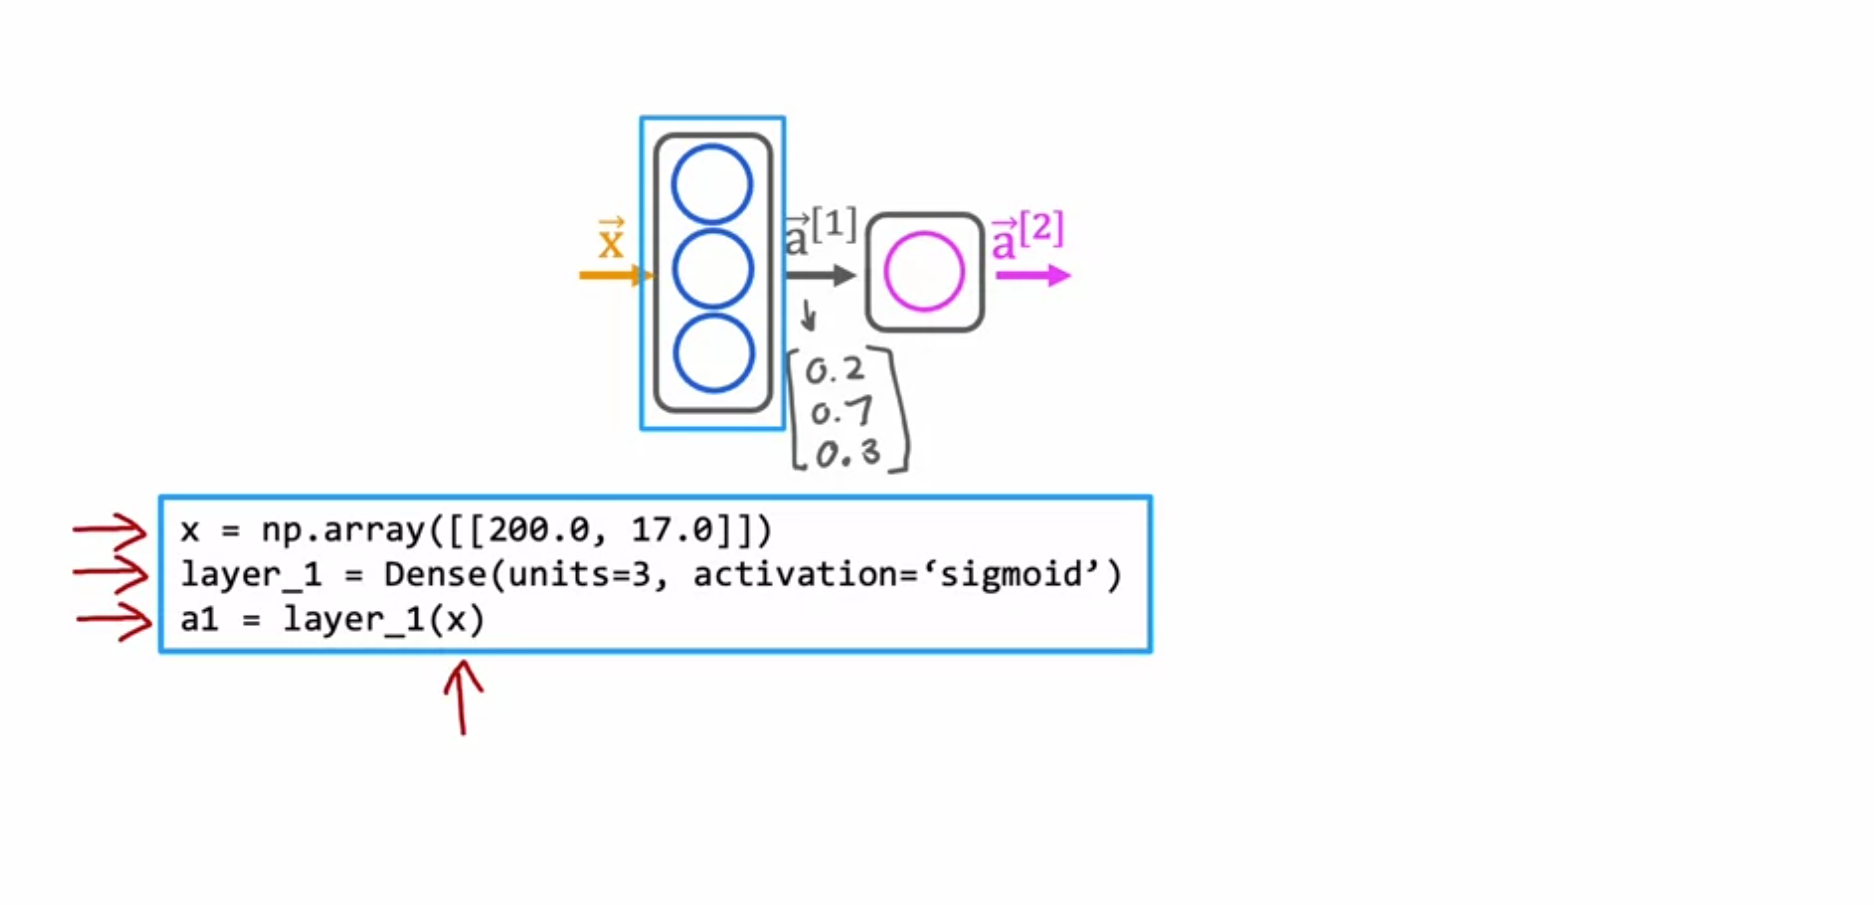 x⃗
a⃗[1]
a⃗[2]
0.2
0.7
0.3
x = np.array([[200.0, 17.0]])
layer_1 = Dense(units=3, activation=‘sigmoid’)
a1 = layer_1(x)